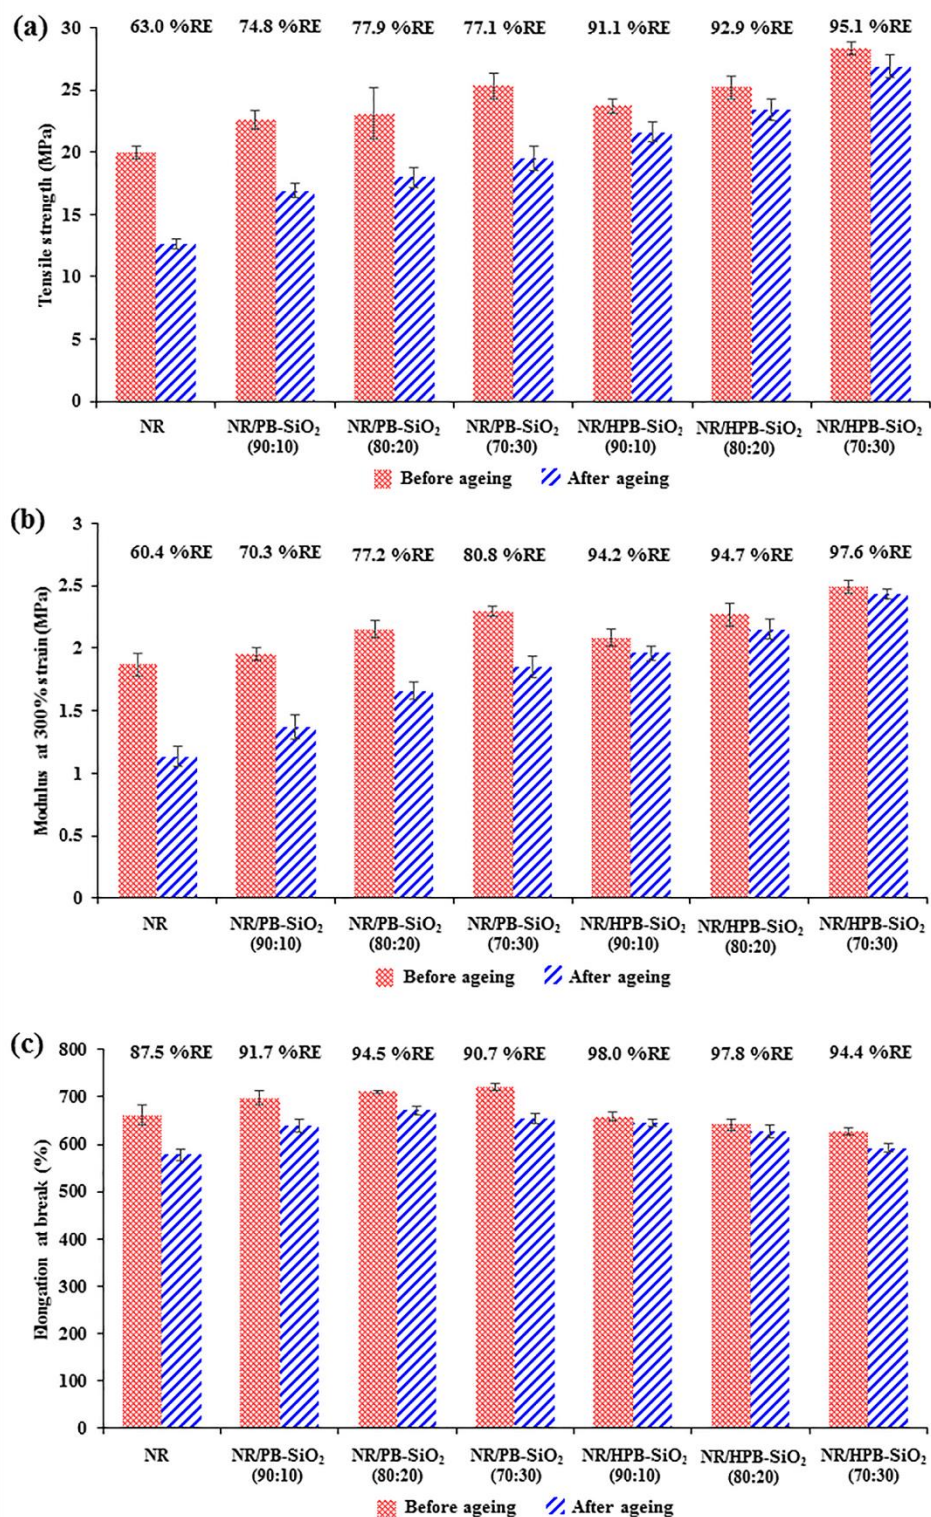 (a)
63.0 %RE 74.8 %RE 77.9 %RE 77.1 %RE 91.1 %RE 92.9 %RE 95.1 %RE
Tensile strength (MPa)
30
25
20
15
10
5
0
NR NR/PB-SiO₂ NR/PB-SiO₂ NR/PB-SiO₂ NR/HPB-SiO₂ NR/HPB-SiO₂ NR/HPB-SiO₂
(90:10) (80:20) (70:30) (90:10) (80:20) (70:30)
Before ageing After ageing
(b)
60.4 %RE 70.3 %RE 77.2 %RE 80.8 %RE 94.2 %RE 94.7 %RE 97.6 %RE
Modulus at 300% strain (MPa)
3
2.5
2
1.5
1
0.5
0
NR NR/PB-SiO₂ NR/PB-SiO₂ NR/PB-SiO₂ NR/HPB-SiO₂ NR/HPB-SiO₂ NR/HPB-SiO₂
(90:10) (80:20) (70:30) (90:10) (80:20) (70:30)
Before ageing After ageing
(c)
87.5 %RE 91.7 %RE 94.5 %RE 90.7 %RE 98.0 %RE 97.8 %RE 94.4 %RE
Elongation at break (%)
800
700
600
500
400
300
200
100
0
NR NR/PB-SiO₂ NR/PB-SiO₂ NR/PB-SiO₂ NR/HPB-SiO₂ NR/HPB-SiO₂ NR/HPB-SiO₂
(90:10) (80:20) (70:30) (90:10) (80:20) (70:30)
Before ageing After ageing